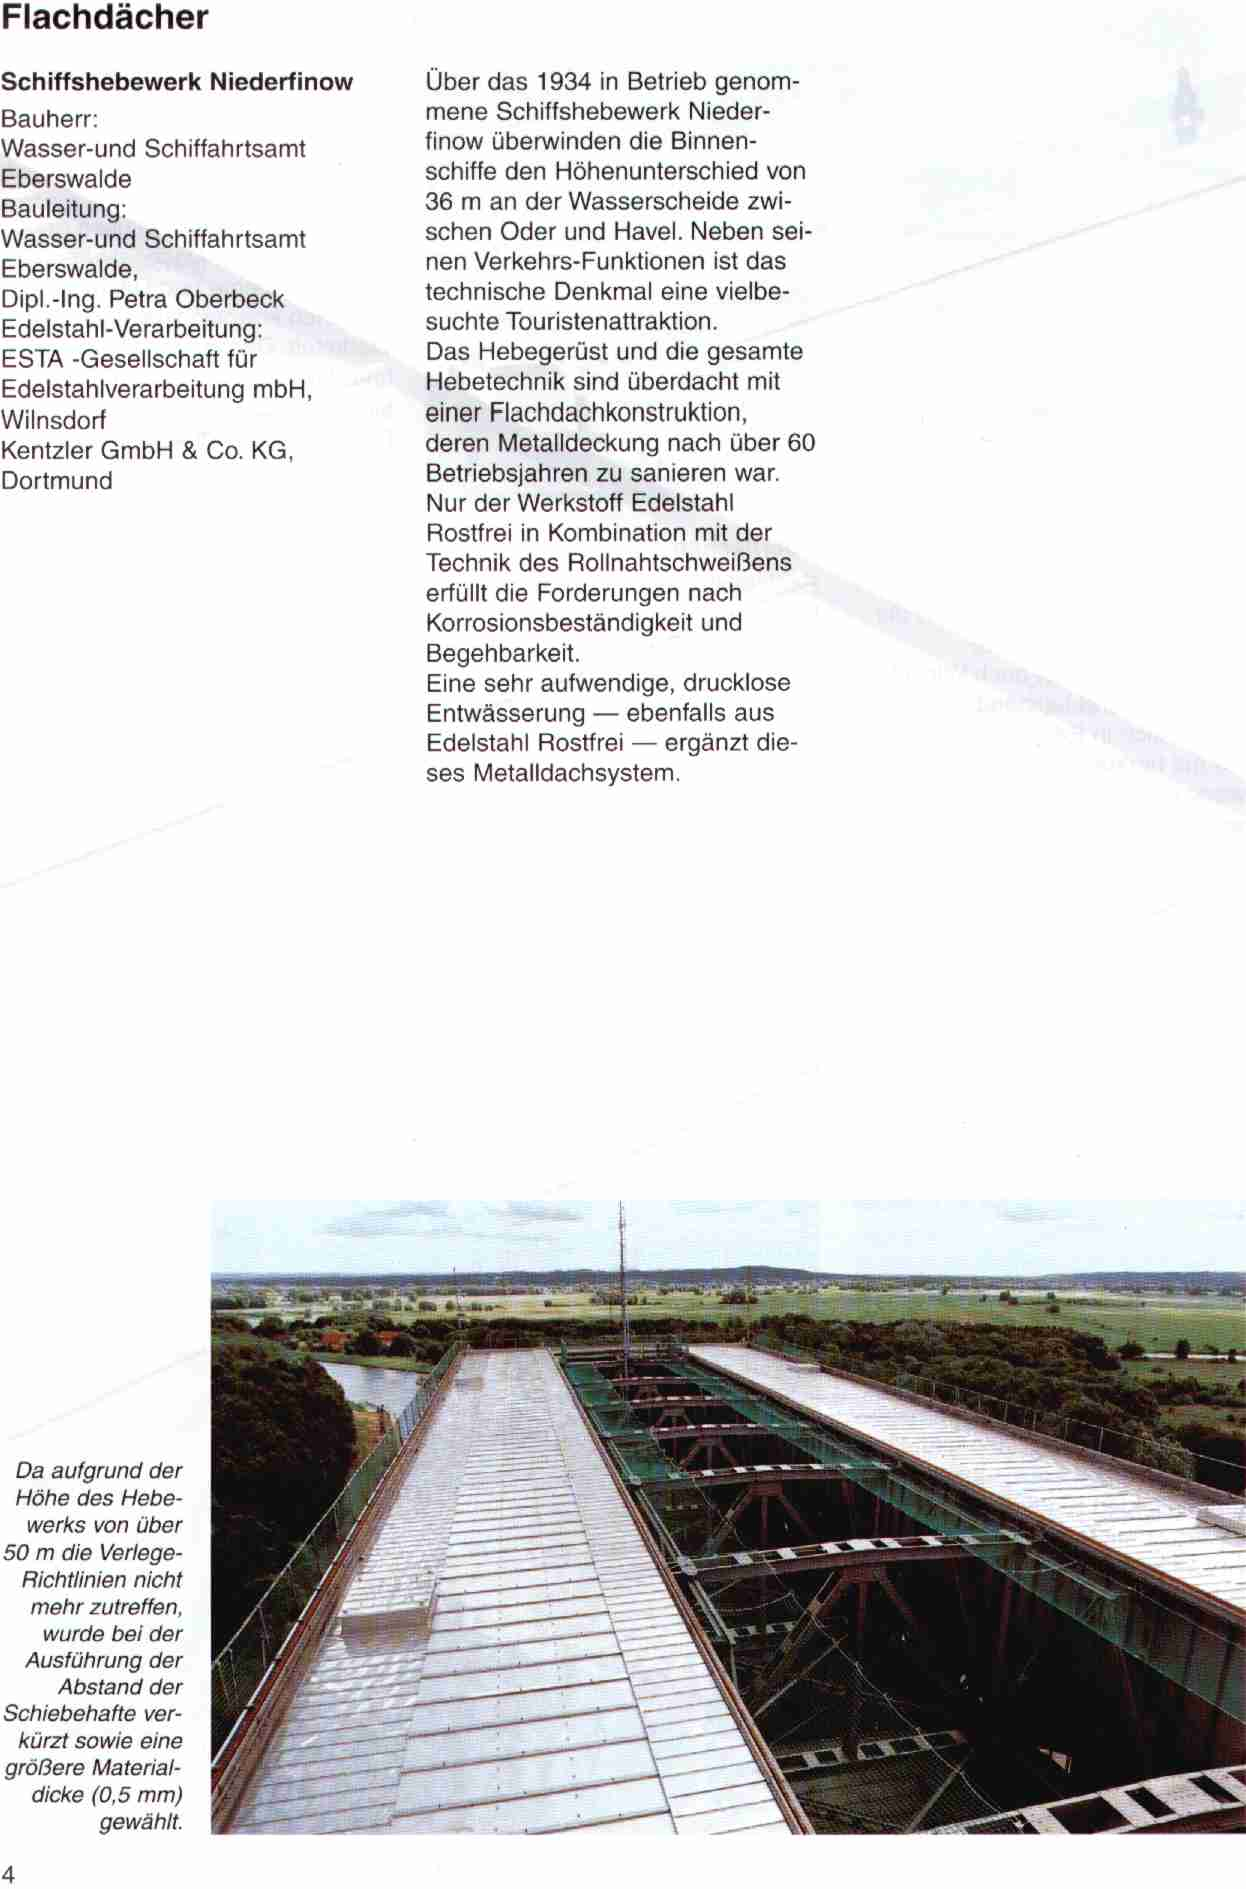 Flachdächer
Schiffshebewerk Niederfinow
Bauherr:
Wasser-und Schiffahrtsamt
Eberswalde
Bauleitung:
Wasser-und Schiffahrtsamt
Eberswalde,
Dipl.-Ing. Petra Oberbeck
Edelstahl-Verarbeitung:
ESTA -Gesellschaft für
Edelstahlverarbeitung mbH,
Wilnsdorf
Kentzler GmbH & Co. KG,
Dortmund
Über das 1934 in Betrieb genom-
mene Schiffshebewerk Nieder-
finow überwinden die Binnen-
schiffe den Höhenunterschied von
36 m an der Wasserscheide zwi-
schen Oder und Havel. Neben sei-
nen Verkehrs-Funktionen ist das
technische Denkmal eine vielbe-
suchte Touristenattraktion.
Das Hebegerüst und die gesamte
Hebetechnik sind überdacht mit
einer Flachdachkonstruktion,
deren Metalldeckung nach über 60
Betriebsjahren zu sanieren war.
Nur der Werkstoff Edelstahl
Rostfrei in Kombination mit der
Technik des Rollnahtschweißens
erfüllt die Forderungen nach
Korrosionsbeständigkeit und
Begehbarkeit.
Eine sehr aufwendige, drucklose
Entwässerung — ebenfalls aus
Edelstahl Rostfrei — ergänzt die-
ses Metalldachsystem.
Da aufgrund der
Höhe des Hebe-
werks von über
50 m die Verlege-
Richtlinien nicht
mehr zutreffen,
wurde bei der
Ausführung der
Abstand der
Schiebehafte ver-
kürzt sowie eine
größere Material-
dicke (0,5 mm)
gewählt.
4